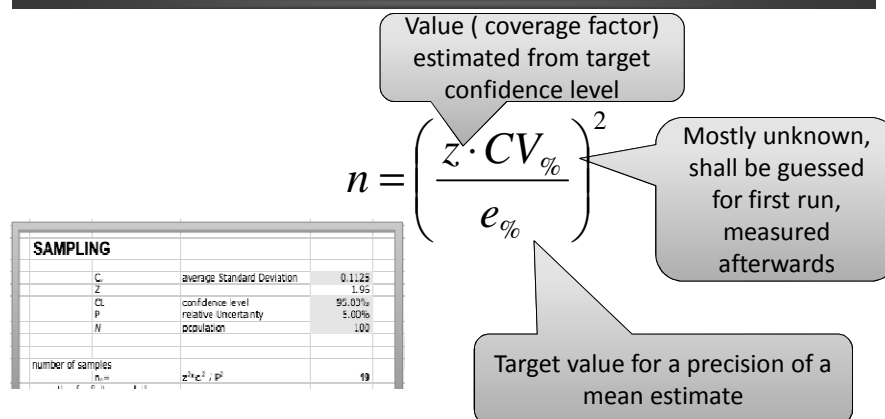 Value ( coverage factor)
estimated from target
confidence level
n = ( z · CV% / e% )²
Mostly unknown,
shall be guessed
for first run,
measured
afterwards
Target value for a precision of a
mean estimate
SAMPLING
average Standard Deviation 0.1125
Z 1.96
CL confidence level 95.00%
P relative Uncertainty 5.00%
N population 100
number of samples
z²*c² / P² 19